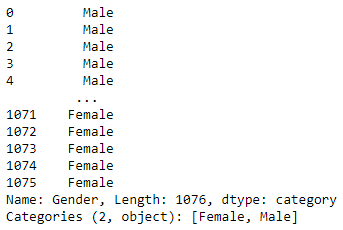 0 Male
1 Male
2 Male
3 Male
4 Male
...
1071 Female
1072 Female
1073 Female
1074 Female
1075 Female
Name: Gender, Length: 1076, dtype: category
Categories (2, object): [Female, Male]